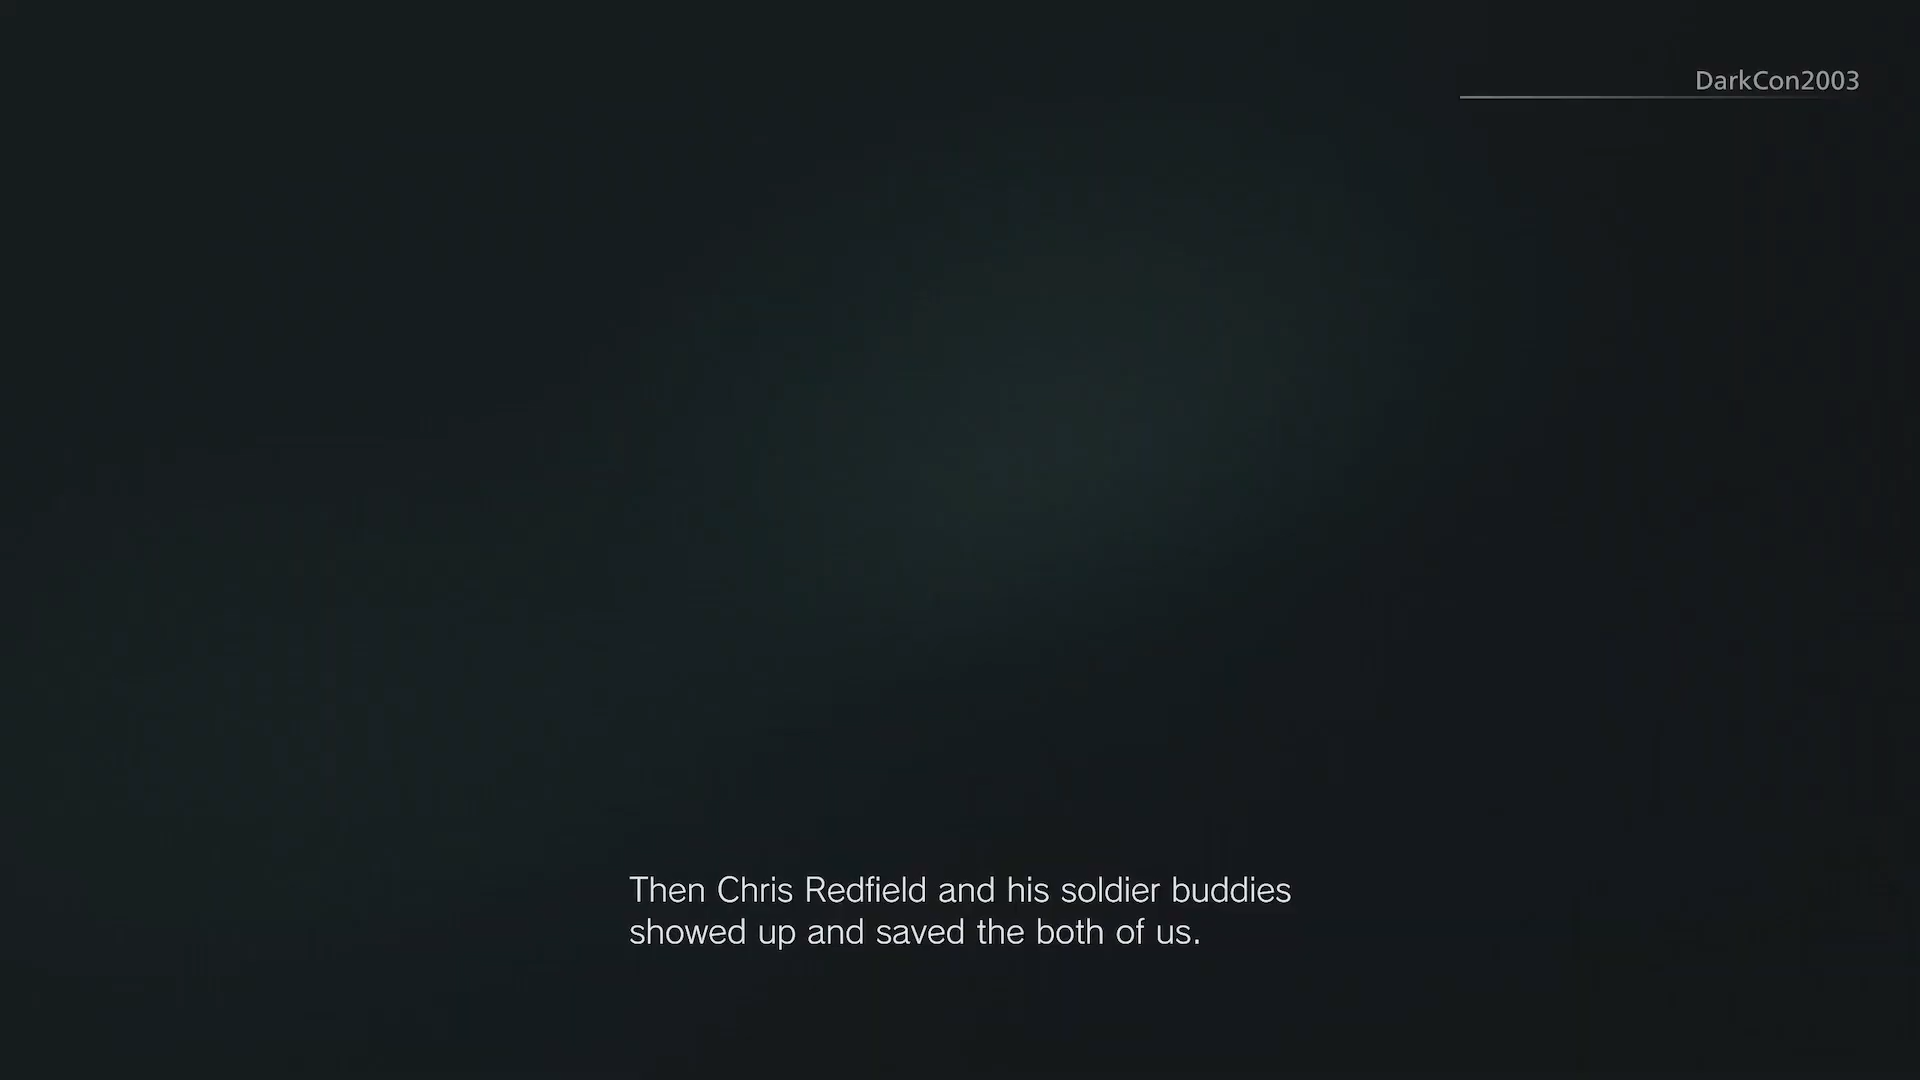 DarkCon2003
Then Chris Redfield and his soldier buddies
showed up and saved the both of us.